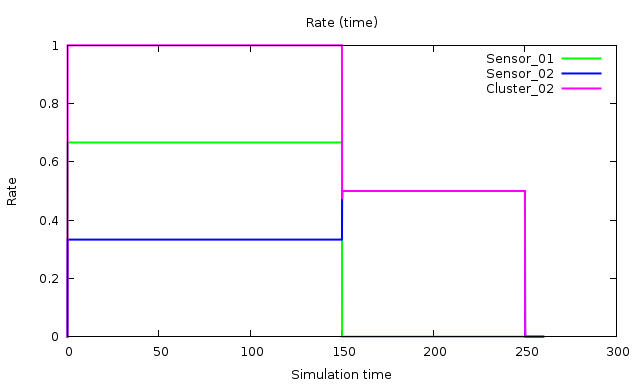 Rate (time)
Sensor_01
Sensor_02
Cluster_02
1
0.8
0.6
0.4
0.2
0
Rate
0 50 100 150 200 250 300
Simulation time